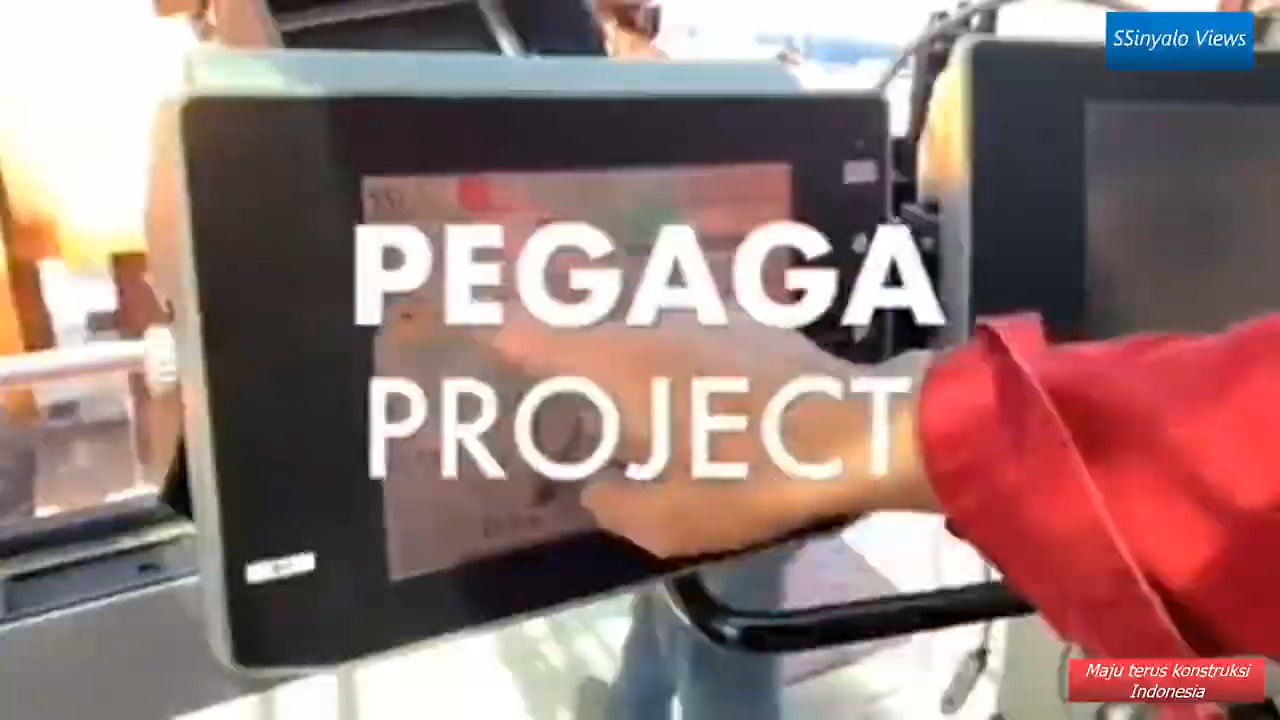 SSinyalo Views
PEGAGA
PROJECT
Maju terus konstruksi
Indonesia